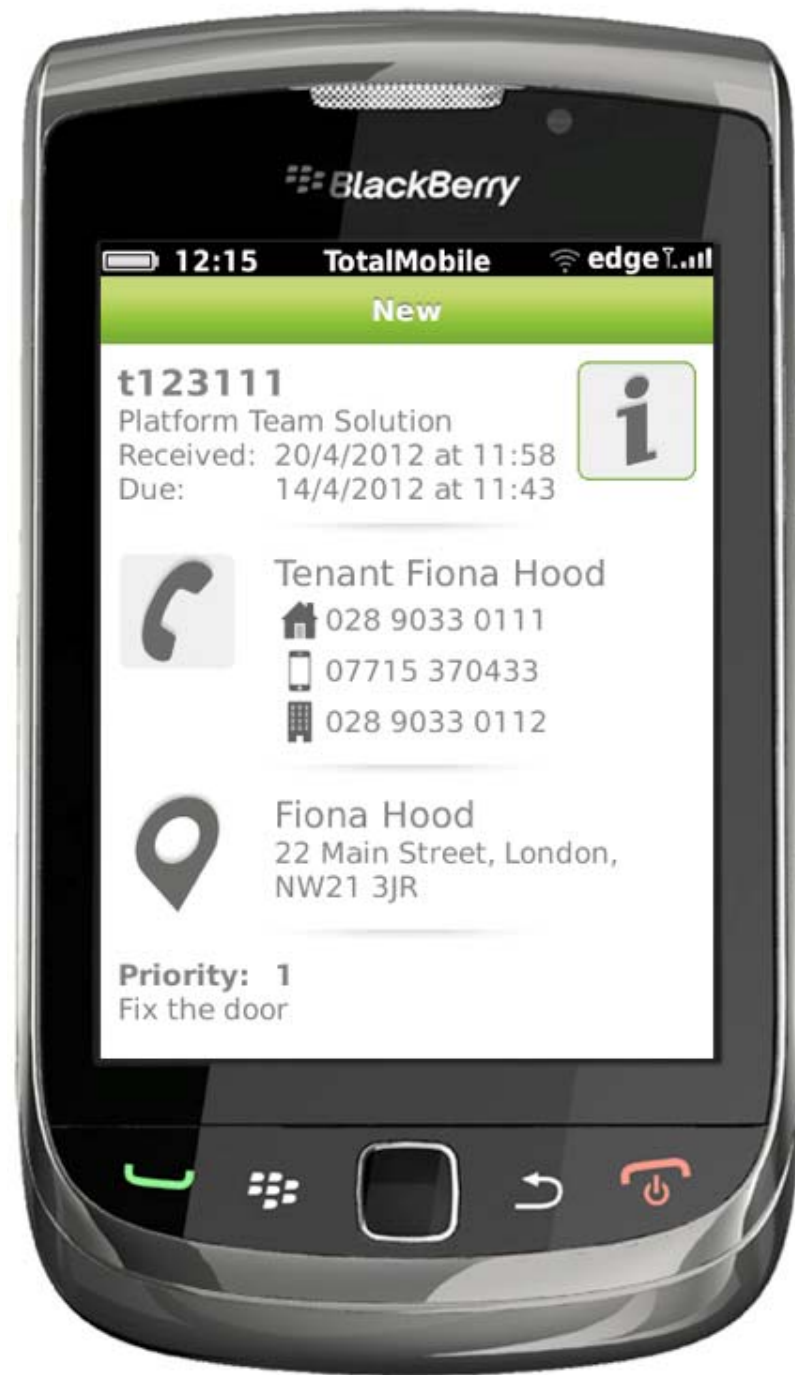 BlackBerry
12:15 TotalMobile edge
New
t123111
Platform Team Solution
Received: 20/4/2012 at 11:58
Due: 14/4/2012 at 11:43
Tenant Fiona Hood
028 9033 0111
07715 370433
028 9033 0112
Fiona Hood
22 Main Street, London,
NW21 3JR
Priority: 1
Fix the door